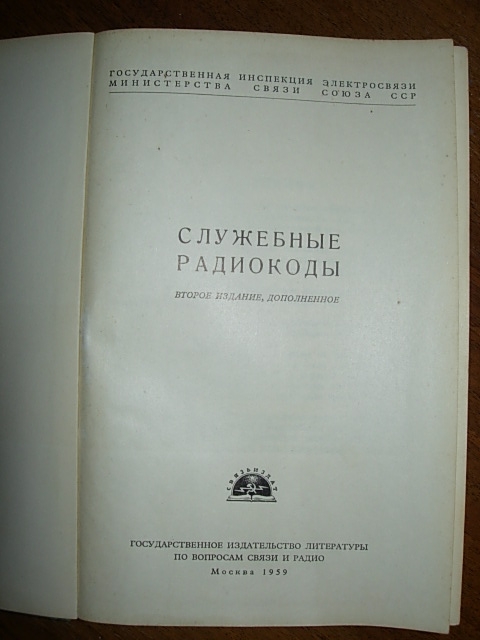 ГОСУДАРСТВЕННАЯ ИНСПЕКЦИЯ ЭЛЕКТРОСВЯЗИ
МИНИСТЕРСТВА СВЯЗИ СОЮЗА ССР
СЛУЖЕБНЫЕ
РАДИОКОДЫ
ВТОРОЕ ИЗДАНИЕ, ДОПОЛНЕННОЕ
СВЯЗЬИЗДАТ
ГОСУДАРСТВЕННОЕ ИЗДАТЕЛЬСТВО ЛИТЕРАТУРЫ
ПО ВОПРОСАМ СВЯЗИ И РАДИО
Москва 1959